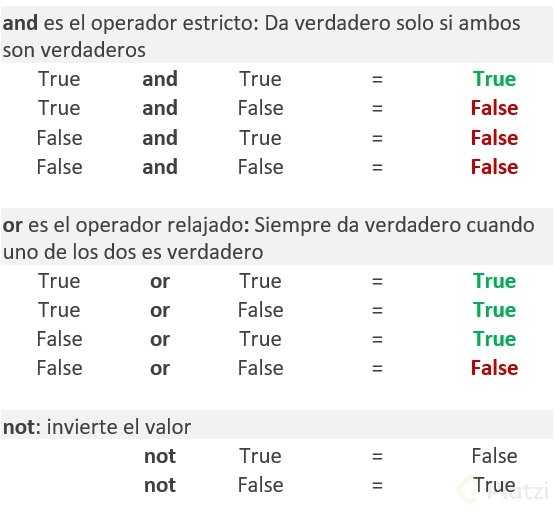 and es el operador estricto: Da verdadero solo si ambos
son verdaderos
True and True = True
True and False = False
False and True = False
False and False = False
or es el operador relajado: Siempre da verdadero cuando
uno de los dos es verdadero
True or True = True
True or False = True
False or True = True
False or False = False
not: invierte el valor
not True = False
not False = True
Platzi